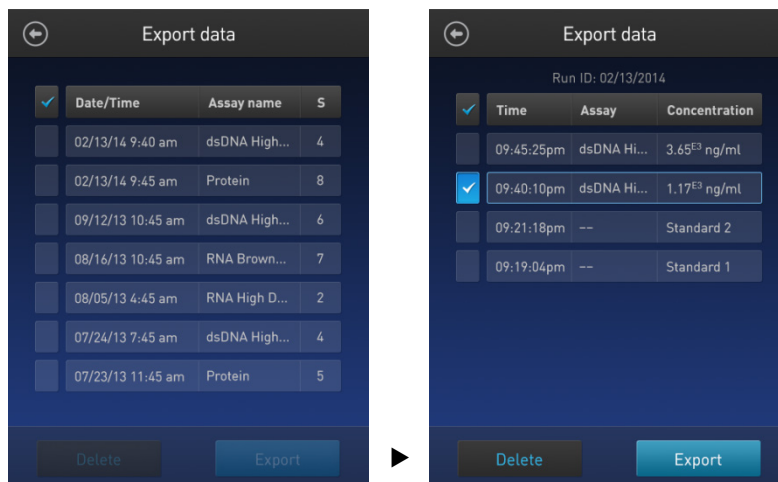 Export data
Date/Time Assay name S
02/13/14 9:40 am dsDNA High... 4
02/13/14 9:45 am Protein 8
09/12/13 10:45 am dsDNA High... 6
08/16/13 10:45 am RNA Brown... 7
08/05/13 4:45 am RNA High D... 2
07/24/13 7:45 am dsDNA High... 4
07/23/13 11:45 am Protein 5
Delete Export
Export data
Run ID: 02/13/2014
Time Assay Concentration
09:45:25pm dsDNA Hi... 3.65E3 ng/ml
09:40:10pm dsDNA Hi... 1.17E3 ng/ml
09:21:18pm -- Standard 2
09:19:04pm -- Standard 1
Delete Export